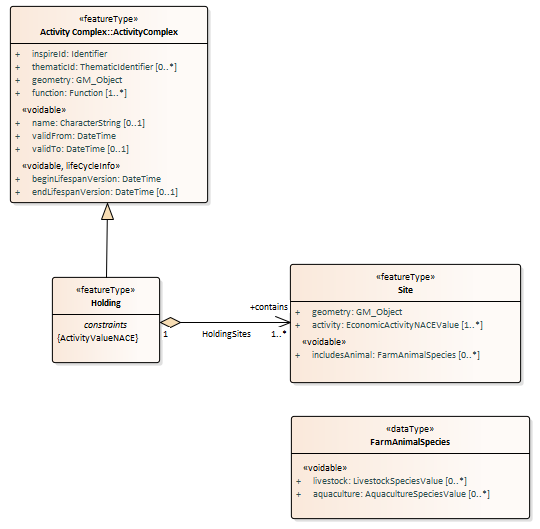 «featureType»
Activity Complex::ActivityComplex
+ inspireId: Identifier
+ thematicId: ThematicIdentifier [0..*]
+ geometry: GM_Object
+ function: Function [1..*]
«voidable»
+ name: CharacterString [0..1]
+ validFrom: DateTime
+ validTo: DateTime [0..1]
«voidable, lifeCycleInfo»
+ beginLifespanVersion: DateTime
+ endLifespanVersion: DateTime [0..1]
«featureType»
Holding
constraints
{ActivityValueNACE}
+contains
1
HoldingSites
1..*
«featureType»
Site
+ geometry: GM_Object
+ activity: EconomicActivityNACEValue [1..*]
«voidable»
+ includesAnimal: FarmAnimalSpecies [0..*]
«dataType»
FarmAnimalSpecies
«voidable»
+ livestock: LivestockSpeciesValue [0..*]
+ aquaculture: AquacultureSpeciesValue [0..*]